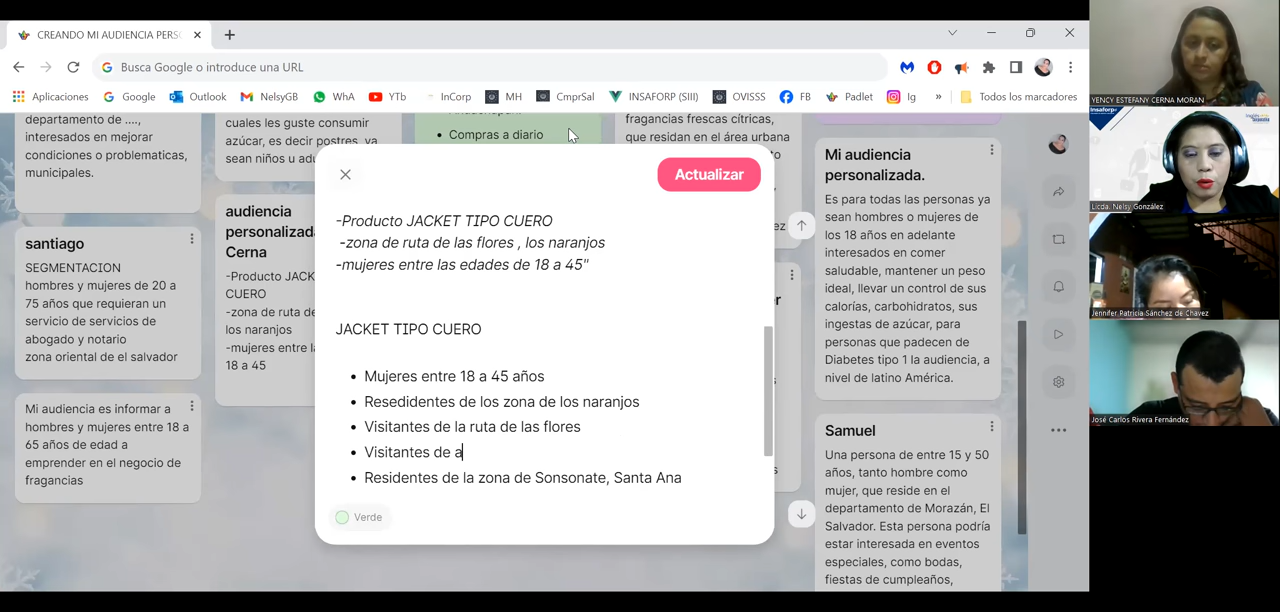 CREANDO MI AUDIENCIA PERS
Busca Google o introduce una URL
Aplicaciones
Google
Outlook
NelsyGB
WhA
YTb
InCorp
MH
CmprSal
INSAFORP (SIII)
OVISSS
FB
Padlet
Ig
»
Todos los marcadores
departamento de ....,
interesados en mejorar
condiciones o problematicas,
municipales.
santiago
SEGMENTACION
hombres y mujeres de 20 a
75 años que requieran un
servicio de servicios de
abogado y notario
zona oriental de el salvador
Mi audiencia es informar a
hombres y mujeres entre 18 a
65 años de edad a
emprender en el negocio de
fragancias
cuales les guste consumir
azúcar, es decir postres, ya
sean niños u adu
audiencia
personalizada
Cerna
-Producto JACK
CUERO
-zona de ruta de
los naranjos
-mujeres entre la
18 a 45
• Compras a diario
fragancias frescas cítricas,
que residan en el área urbana
Actualizar
-Producto JACKET TIPO CUERO
-zona de ruta de las flores , los naranjos
-mujeres entre las edades de 18 a 45"
JACKET TIPO CUERO
• Mujeres entre 18 a 45 años
• Resedidentes de los zona de los naranjos
• Visitantes de la ruta de las flores
• Visitantes de a
• Residentes de la zona de Sonsonate, Santa Ana
Verde
Mi audiencia
personalizada.
Es para todas las personas ya
sean hombres o mujeres de
los 18 años en adelante
interesados en comer
saludable, mantener un peso
ideal, llevar un control de sus
calorías, carbohidratos, sus
ingestas de azúcar, para
personas que padecen de
Diabetes tipo 1 la audiencia, a
nivel de latino América.
Samuel
Una persona de entre 15 y 50
años, tanto hombre como
mujer, que reside en el
departamento de Morazán, El
Salvador. Esta persona podría
estar interesada en eventos
especiales, como bodas,
fiestas de cumpleaños,
YENCY ESTEFANY CERNA MORAN
Insaforp
Licda. Nelsy González
Jennifer Patricia Sánchez de Chávez
José Carlos Rivera Fernández